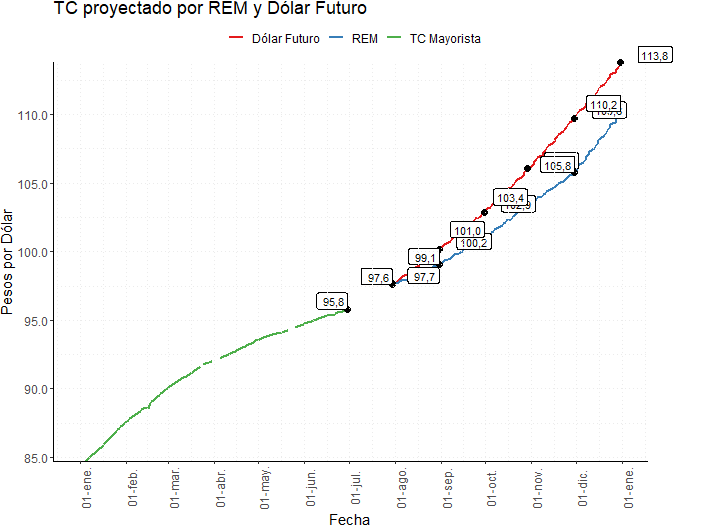 TC proyectado por REM y Dólar Futuro
Dólar Futuro REM TC Mayorista
Pesos por Dólar
110.0
105.0
100.0
95.0
90.0
85.0
113,8
110,2
105,8
103,4
101,0
100,2
99,1
97,7
97,6
95,8
01-ene.
01-feb.
01-mar.
01-abr.
01-may.
01-jun.
01-jul.
01-ago.
01-sep.
01-oct.
01-nov.
01-dic.
01-ene.
Fecha